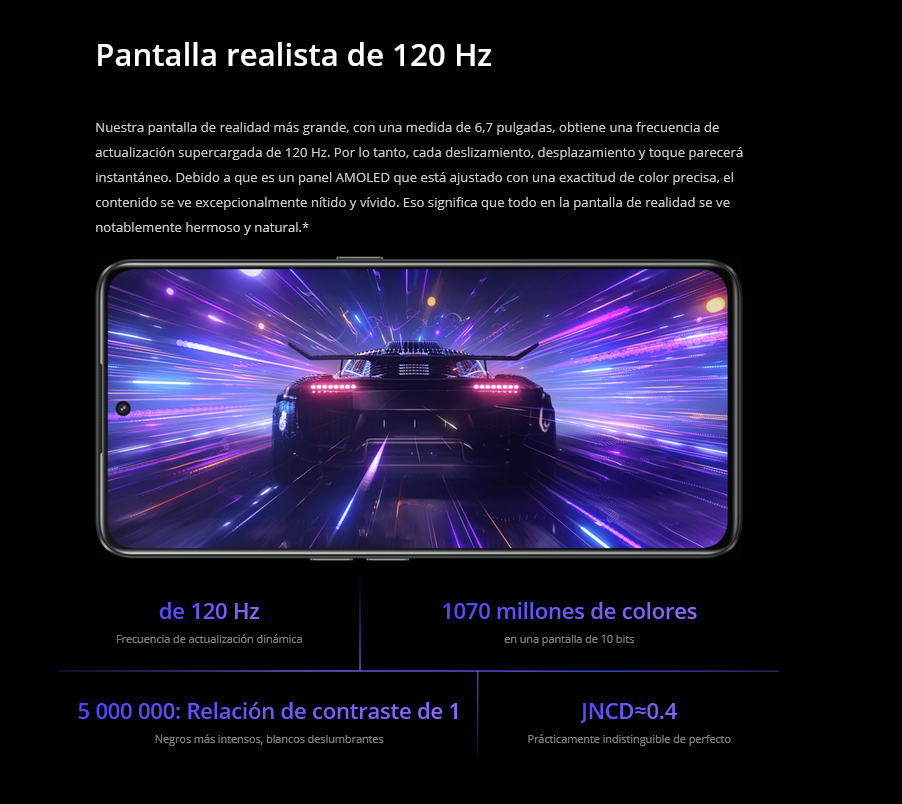 Pantalla realista de 120 Hz
Nuestra pantalla de realidad más grande, con una medida de 6,7 pulgadas, obtiene una frecuencia de
actualización supercargada de 120 Hz. Por lo tanto, cada deslizamiento, desplazamiento y toque parecerá
instantáneo. Debido a que es un panel AMOLED que está ajustado con una exactitud de color precisa, el
contenido se ve excepcionalmente nítido y vívido. Eso significa que todo en la pantalla de realidad se ve
notablemente hermoso y natural.*
de 120 Hz
Frecuencia de actualización dinámica
1070 millones de colores
en una pantalla de 10 bits
5 000 000: Relación de contraste de 1
Negros más intensos, blancos deslumbrantes
JNCD≈0.4
Prácticamente indistinguible de perfecto